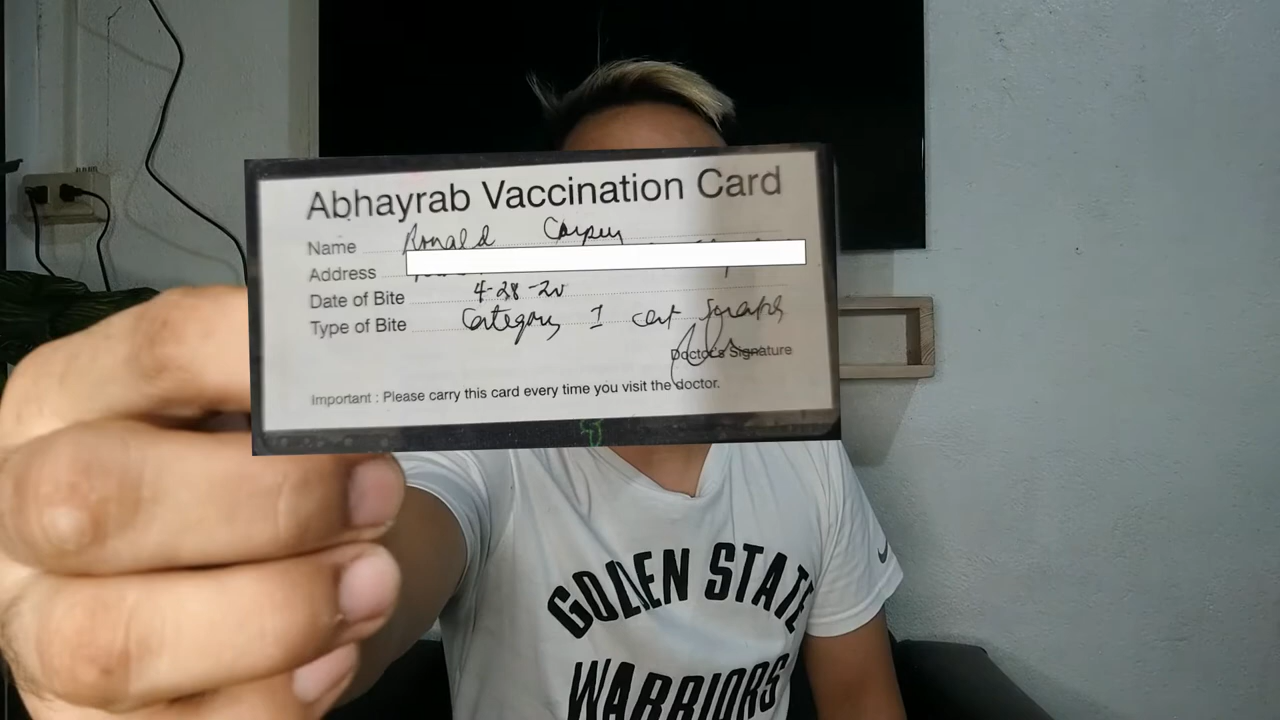 Abhayrab Vaccination Card
Name Ronald
Address
Date of Bite 4-28-20
Type of Bite Category I cat scratch
Doctor's Signature
Important : Please carry this card every time you visit the doctor.
GOLDEN STATE
WARRIORS